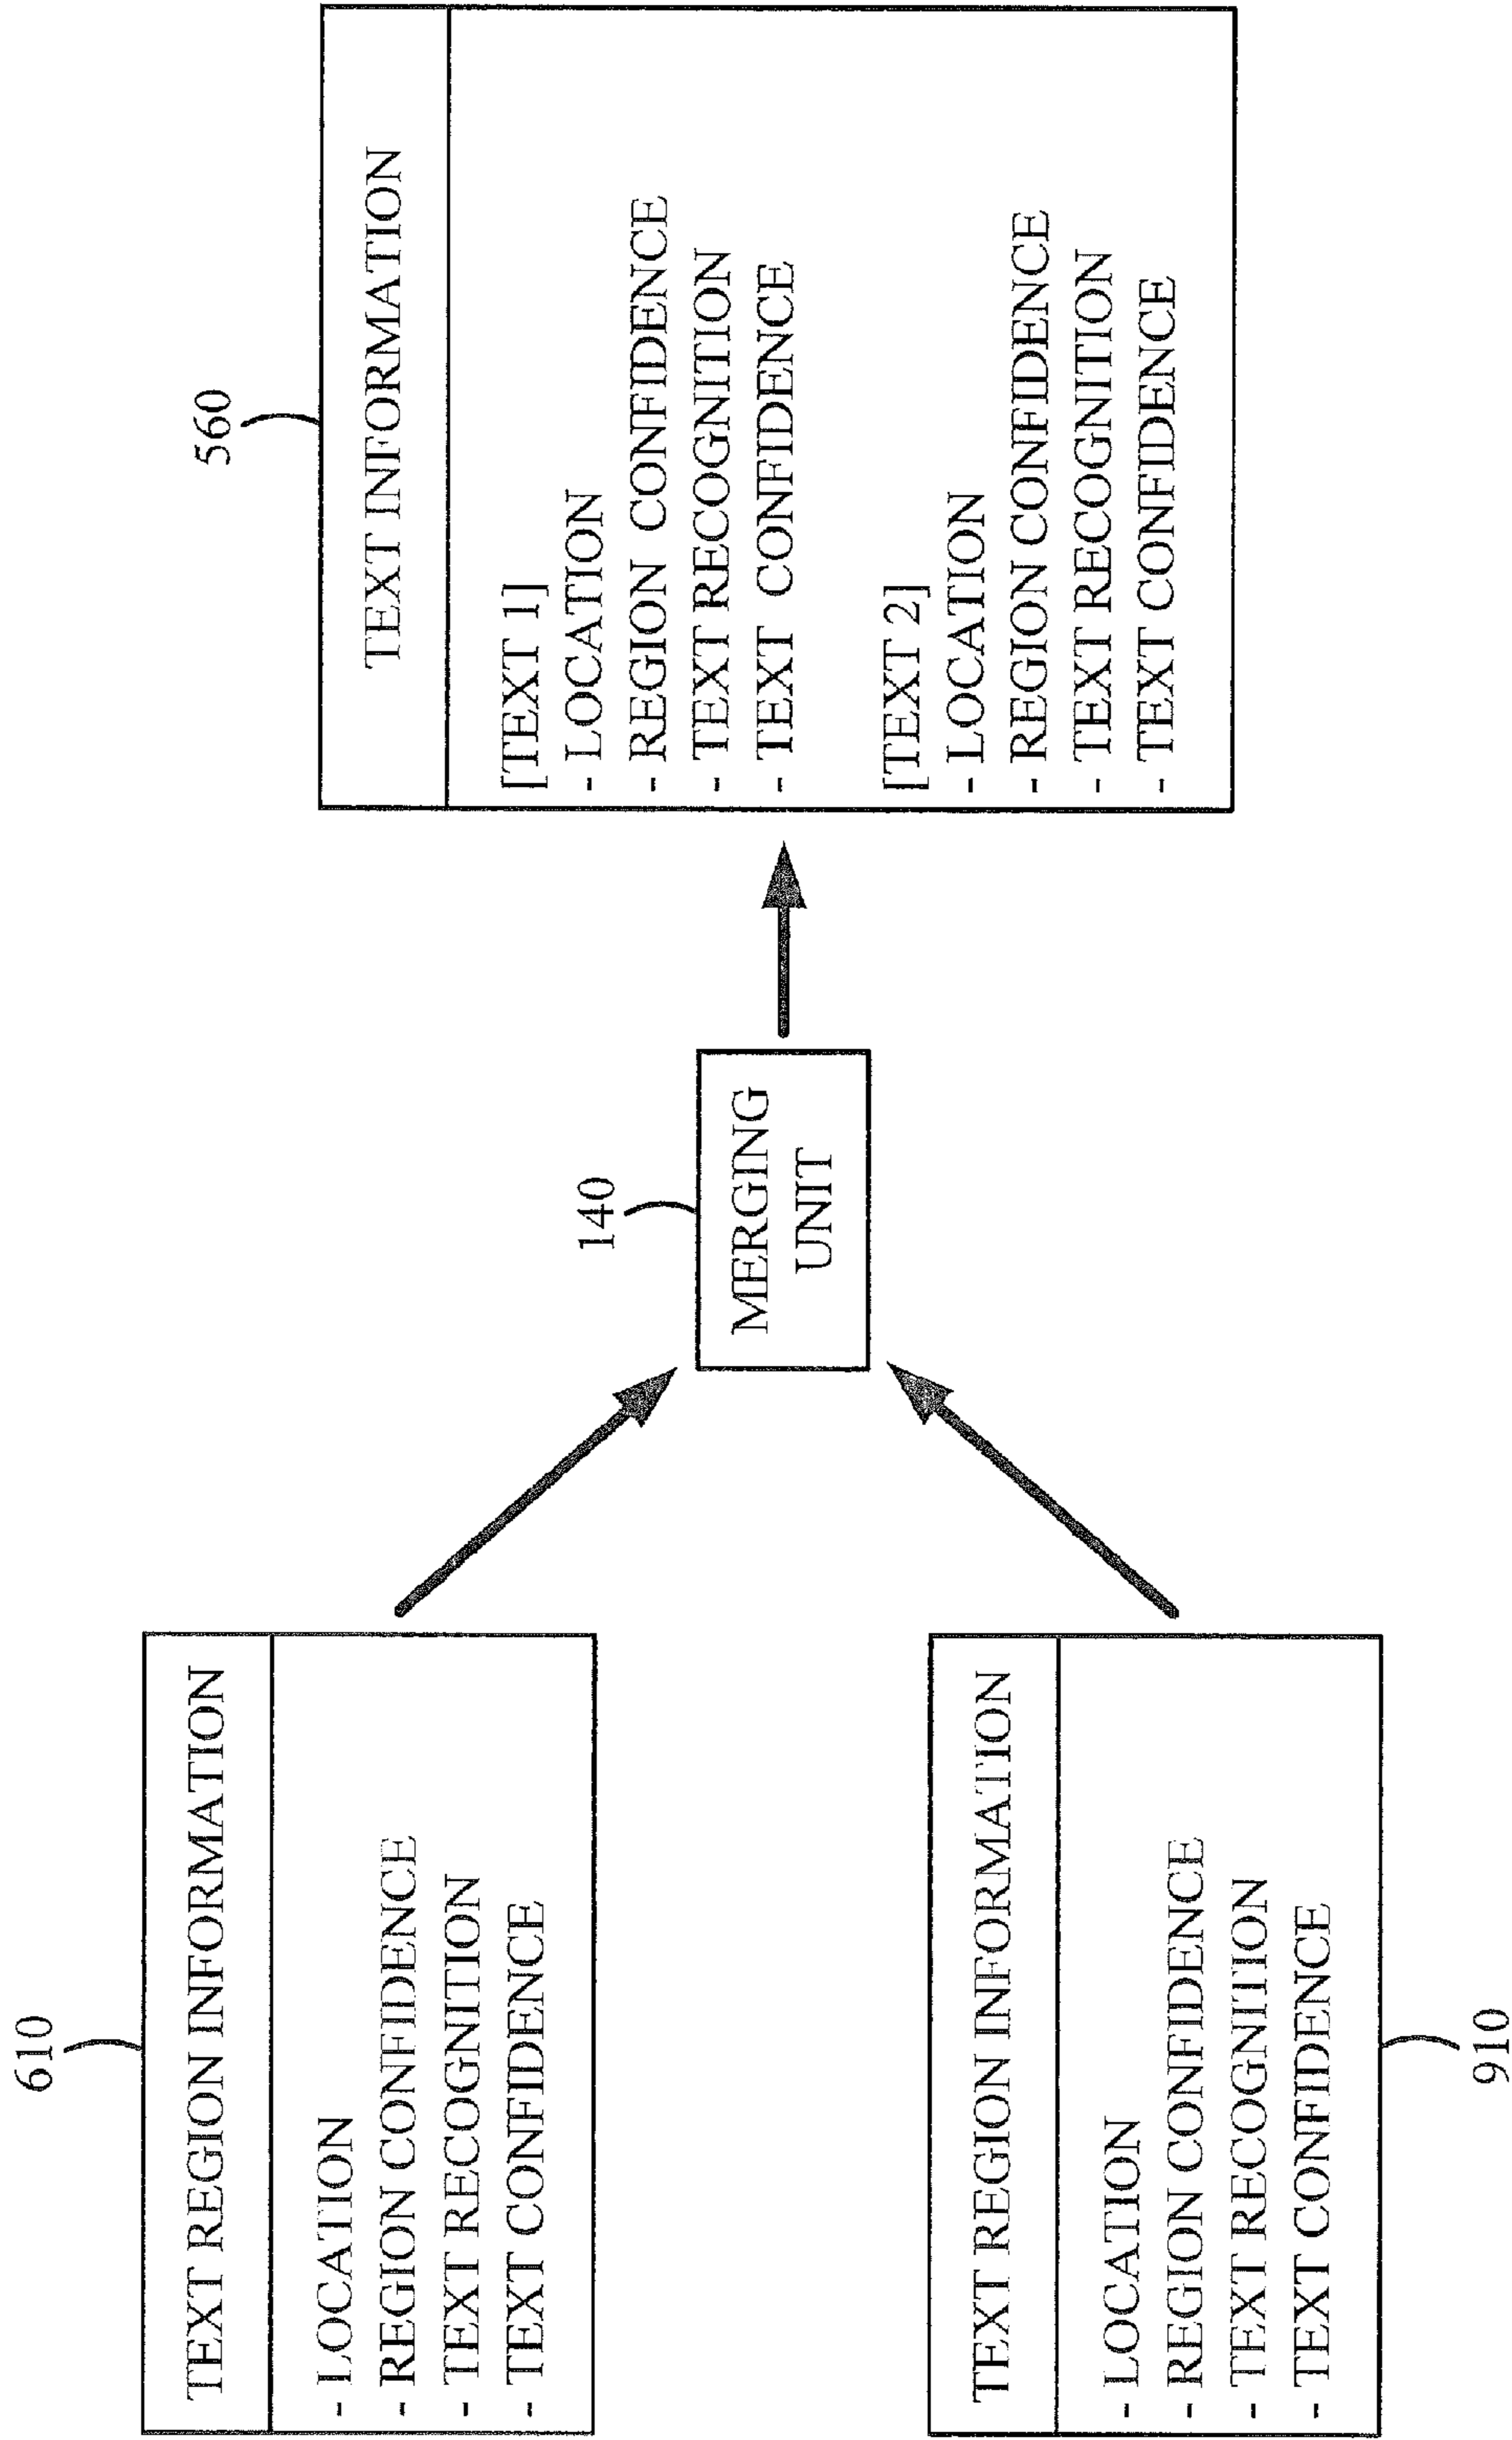 610
TEXT REGION INFORMATION
- LOCATION
- REGION CONFIDENCE
- TEXT RECOGNITION
- TEXT CONFIDENCE
TEXT REGION INFORMATION
- LOCATION
- REGION CONFIDENCE
- TEXT RECOGNITION
- TEXT CONFIDENCE
910
140
MERGING
UNIT
560
TEXT INFORMATION
[TEXT 1]
- LOCATION
- REGION CONFIDENCE
- TEXT RECOGNITION
- TEXT CONFIDENCE
[TEXT 2]
- LOCATION
- REGION CONFIDENCE
- TEXT RECOGNITION
- TEXT CONFIDENCE